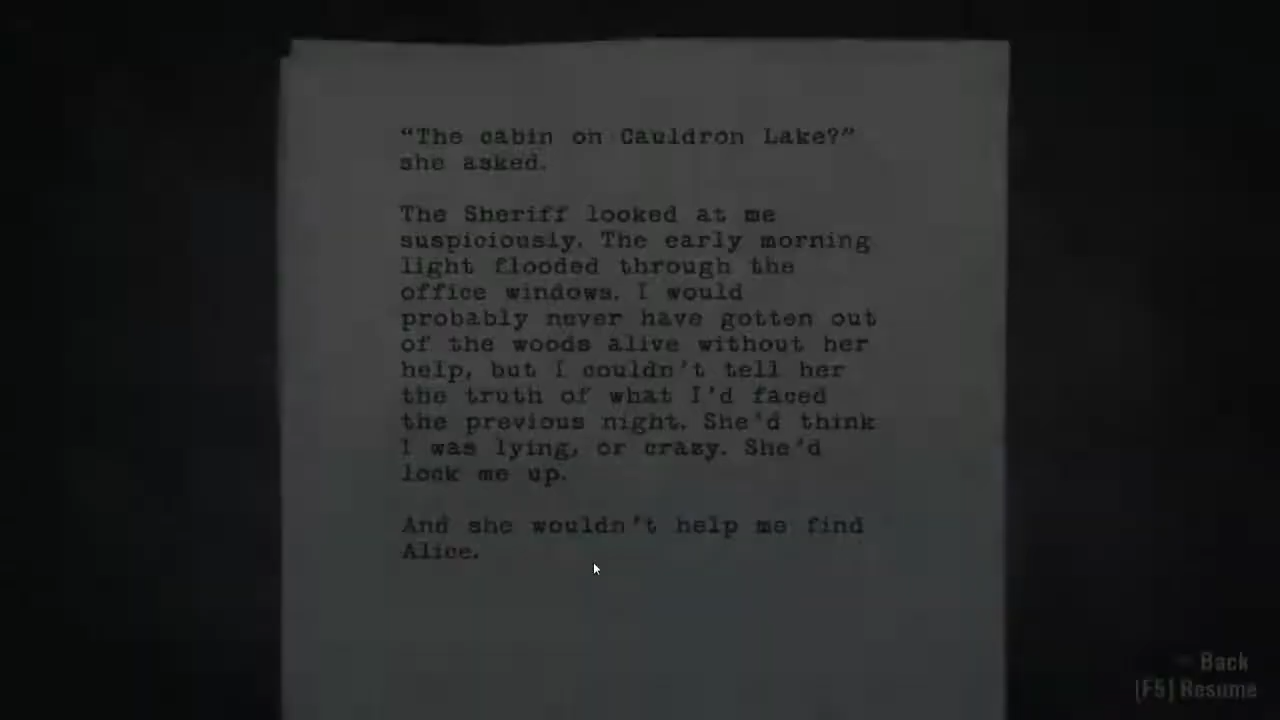 “The cabin on Cauldron Lake?”
she asked.
The Sheriff looked at me
suspiciously. The early morning
light flooded through the
office windows. I would
probably never have gotten out
of the woods alive without her
help, but I couldn't tell her
the truth of what I'd faced
the previous night. She'd think
I was lying, or crazy. She'd
lock me up.
And she wouldn't help me find
Alice.
Back
[F5] Resume